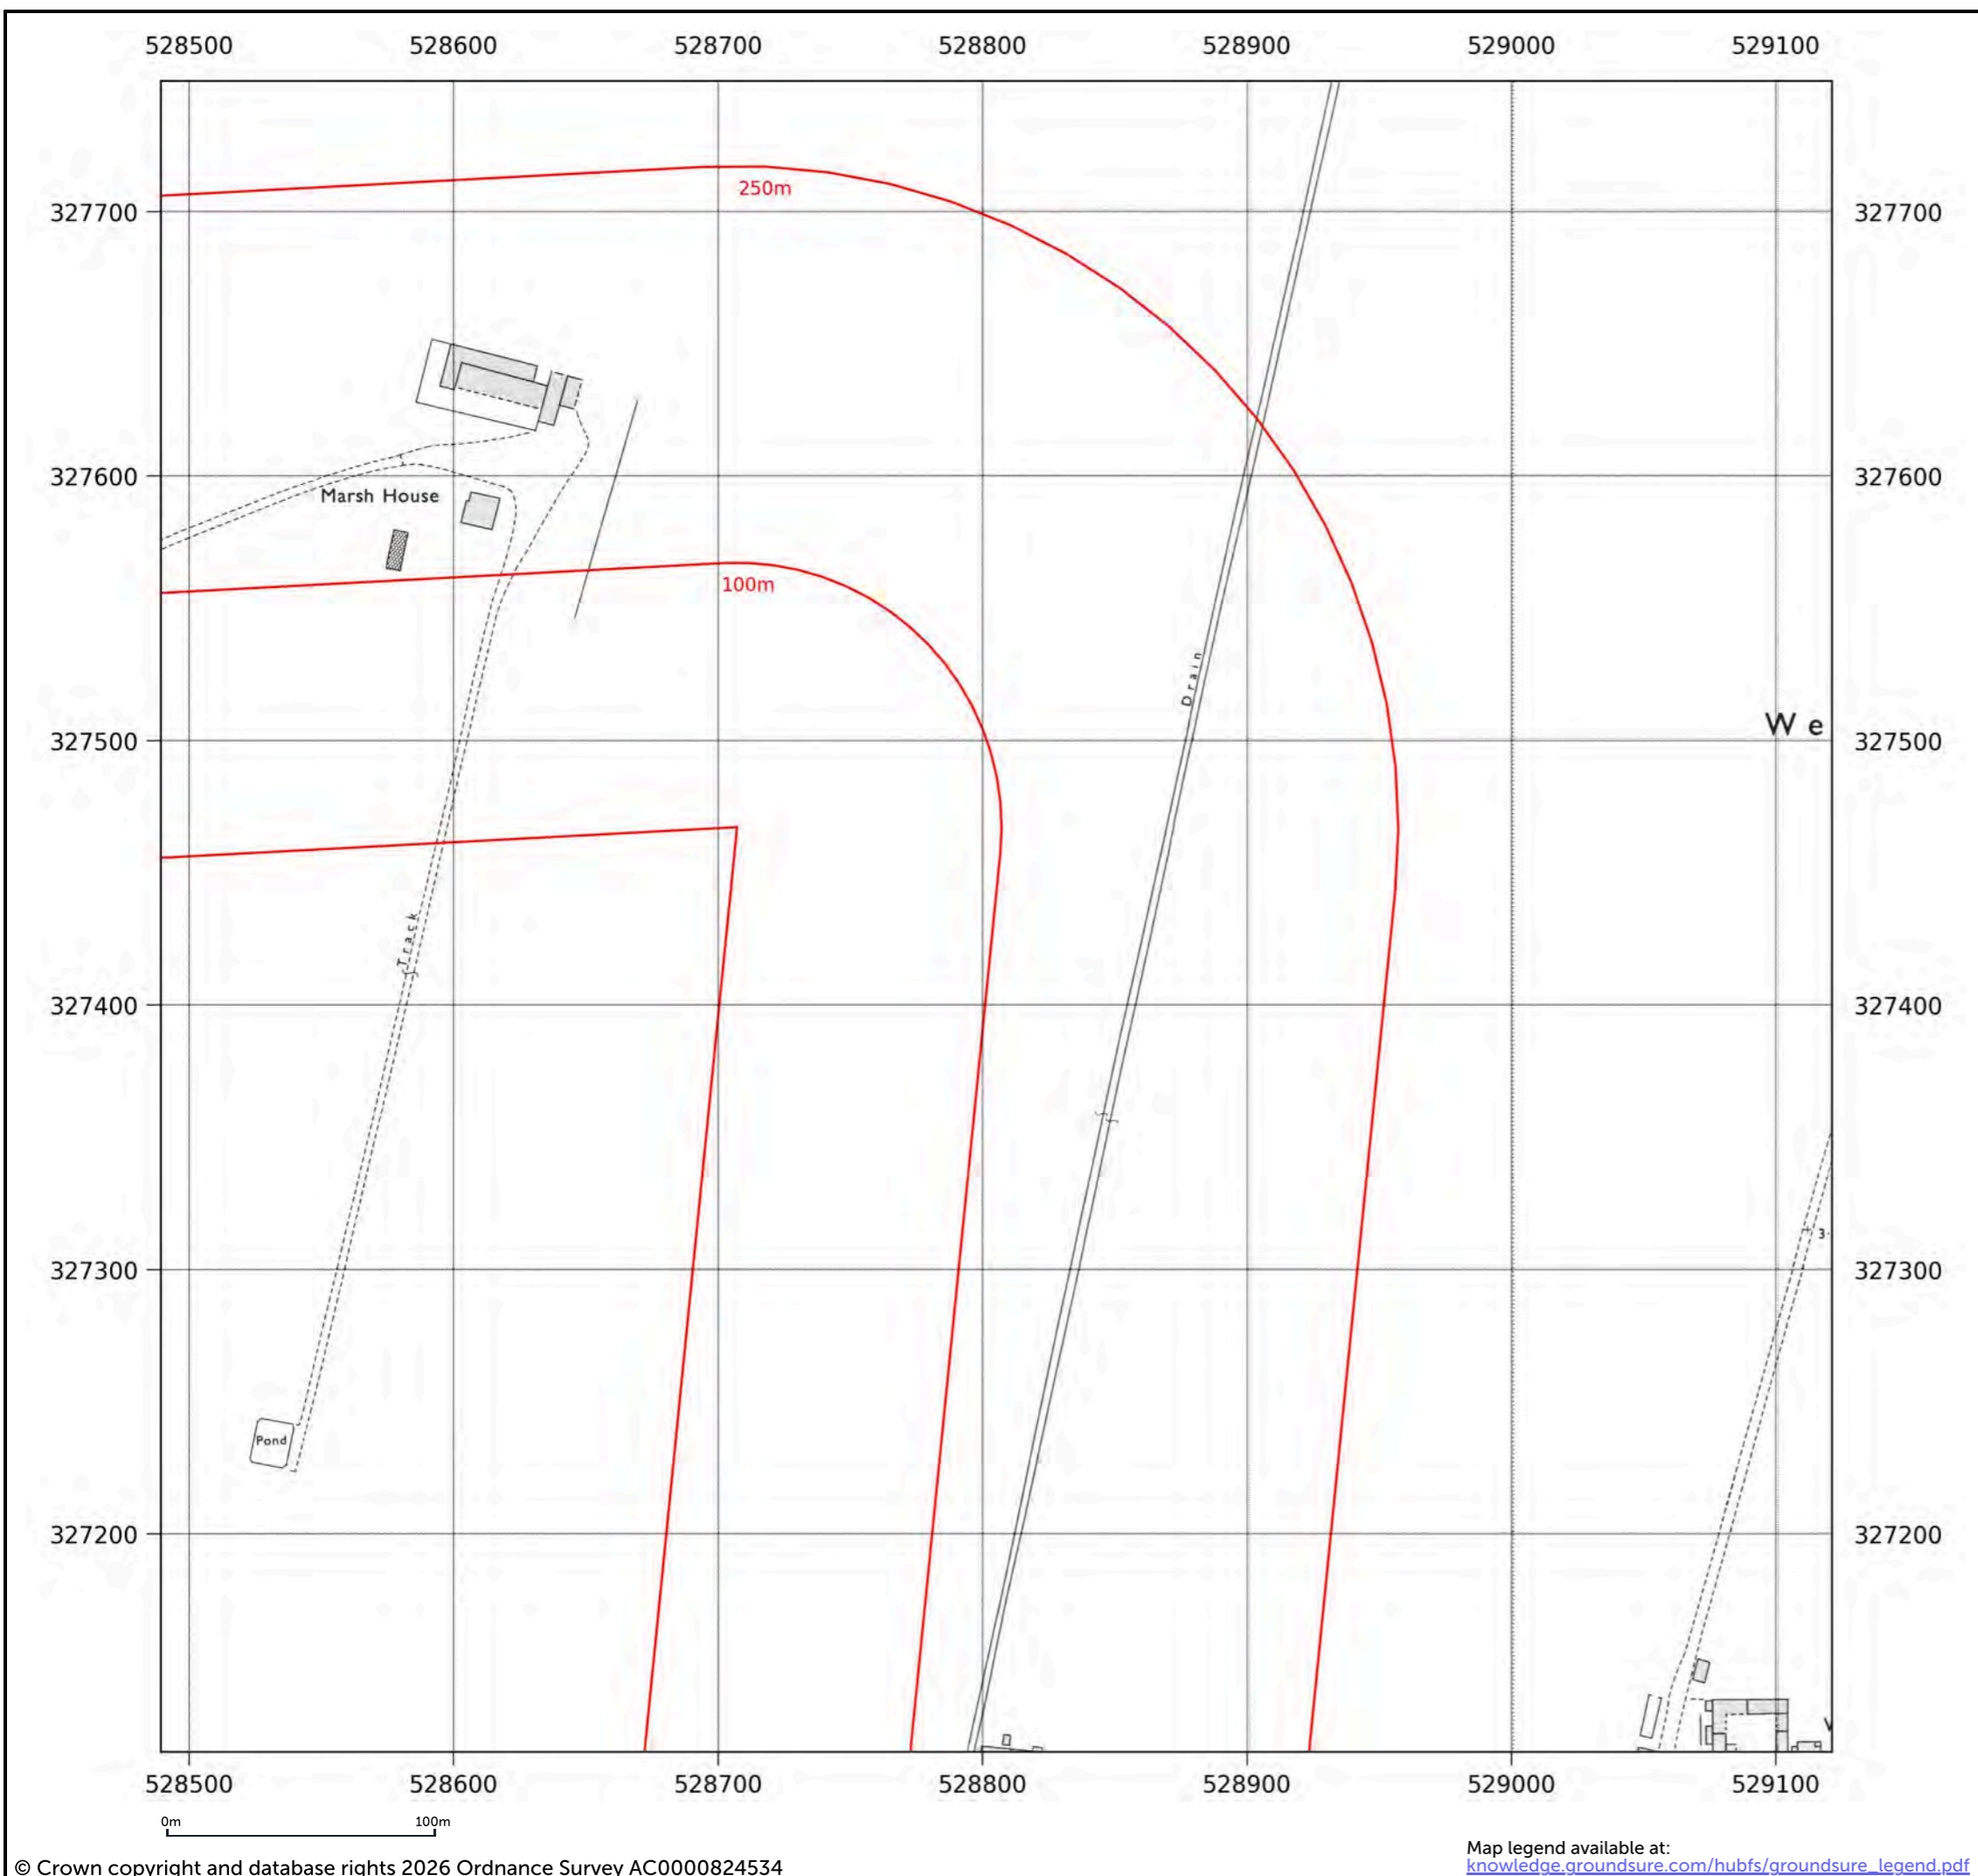 528500 528600 528700 528800 528900 529000 529100
250m
327700 327700
327600 327600
Marsh House
100m
Drain
We
327500 327500
Track
327400 327400
327300 327300
+ 3
Pond
327200 327200
528500 528600 528700 528800 528900 529000 529100
0m 100m
Map legend available at:
© Crown copyright and database rights 2026 Ordnance Survey AC0000824534
knowledge.groundsure.com/hubfs/groundsure_legend.pdf